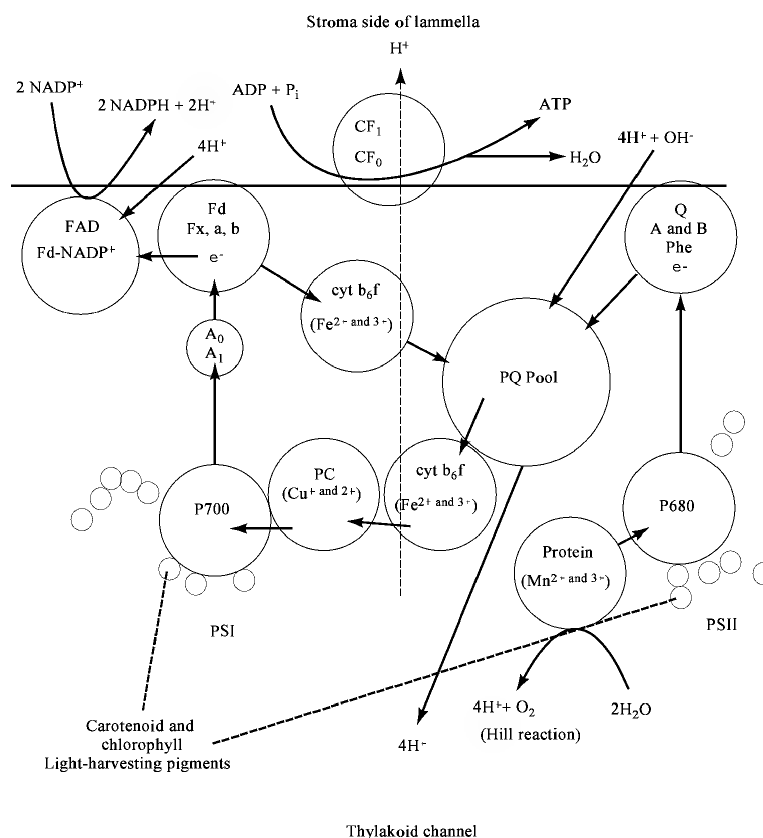 Stroma side of lammella
H⁺
2 NADP⁺
2 NADPH + 2H⁺
ADP + Pᵢ
ATP
4H⁺
CF₁
CF₀
H₂O
4H⁺ + OH⁻
FAD
Fd-NADP⁺
Fd
Fx, a, b
e⁻
Q
A and B
Phe
e⁻
cyt b₆f
(Fe²⁺ ᵃⁿᵈ ³⁺)
A₀
A₁
PQ Pool
P700
PC
(Cu⁺ ᵃⁿᵈ ²⁺)
cyt b₆f
(Fe²⁺ ᵃⁿᵈ ³⁺)
P680
Protein
(Mn²⁺ ᵃⁿᵈ ³⁺)
PSI
PSII
Carotenoid and
chlorophyll
Light-harvesting pigments
4H⁺
4H⁺ + O₂
(Hill reaction)
2H₂O
Thylakoid channel